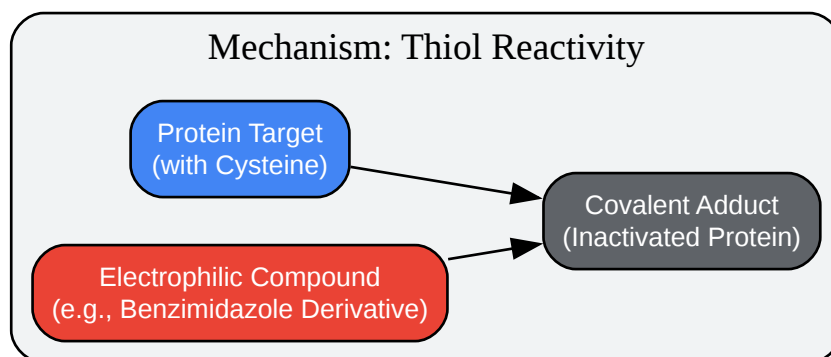 Mechanism: Thiol Reactivity
Protein Target
(with Cysteine)
Covalent Adduct
(Inactivated Protein)
Electrophilic Compound
(e.g., Benzimidazole Derivative)